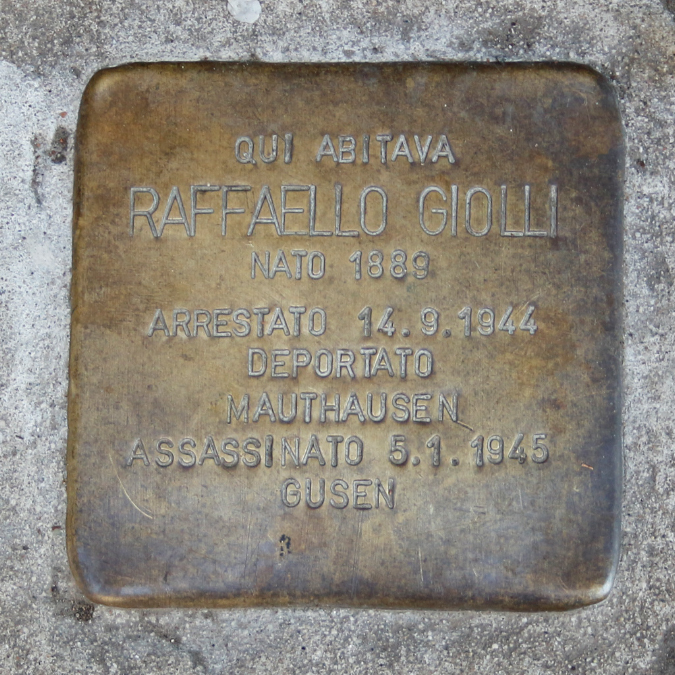 QUI ABITAVA
RAFFAELLO GIOLLI
NATO 1889
ARRESTATO 14.9.1944
DEPORTATO
MAUTHAUSEN
ASSASSINATO 5.1.1945
GUSEN